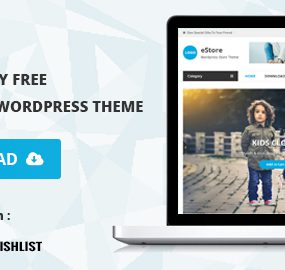 Give Special Gifts To Your Friend
LOGO
eStore
Wordpress Store Theme
Category
HOME
Y FREE
WORDPRESS THEME
AD
KIDS CLO
n :
ISHLIST